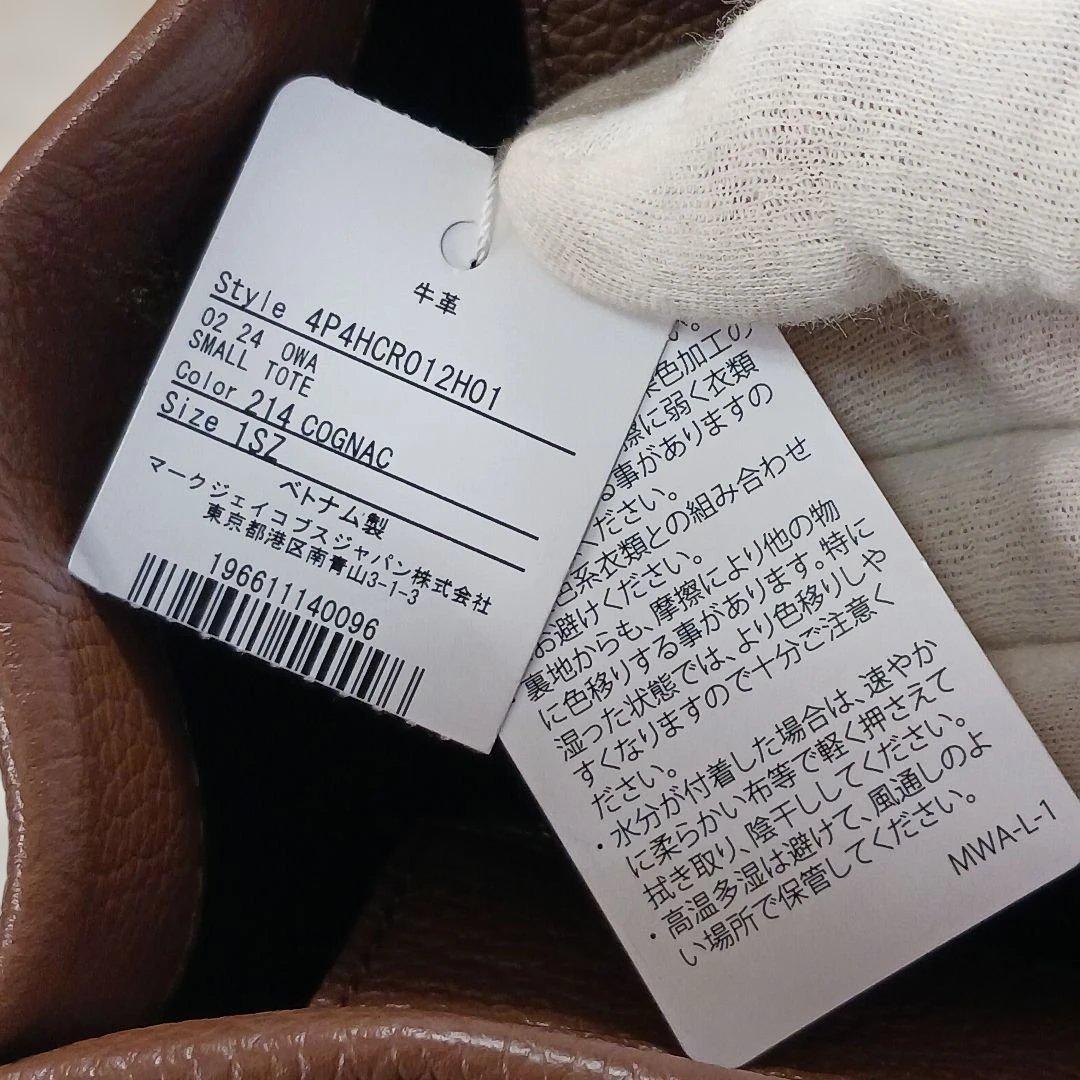 牛革
Style 4P4HCR012H01
02 24 OWA
SMALL TOTE
Color 214 COGNAC
Size 1SZ
ベトナム製
マークジェイコブスジャパン株式会社
東京都港区南青山3-1-3
196611140096
色加工の
に弱く衣類
事がありますの
ださい。
色系衣類との組み合わせ
お避けください。
裏地からも、摩擦により他の物
に色移りする事があります。特に
湿った状態では、より色移りしや
すくなりますので十分ご注意く
ださい。
・水分が付着した場合は、速やか
に柔らかい布等で軽く押さえて
拭き取り、陰干ししてください。
・高温多湿は避けて、風通しのよ
い場所で保管してください。
MWA-L-1